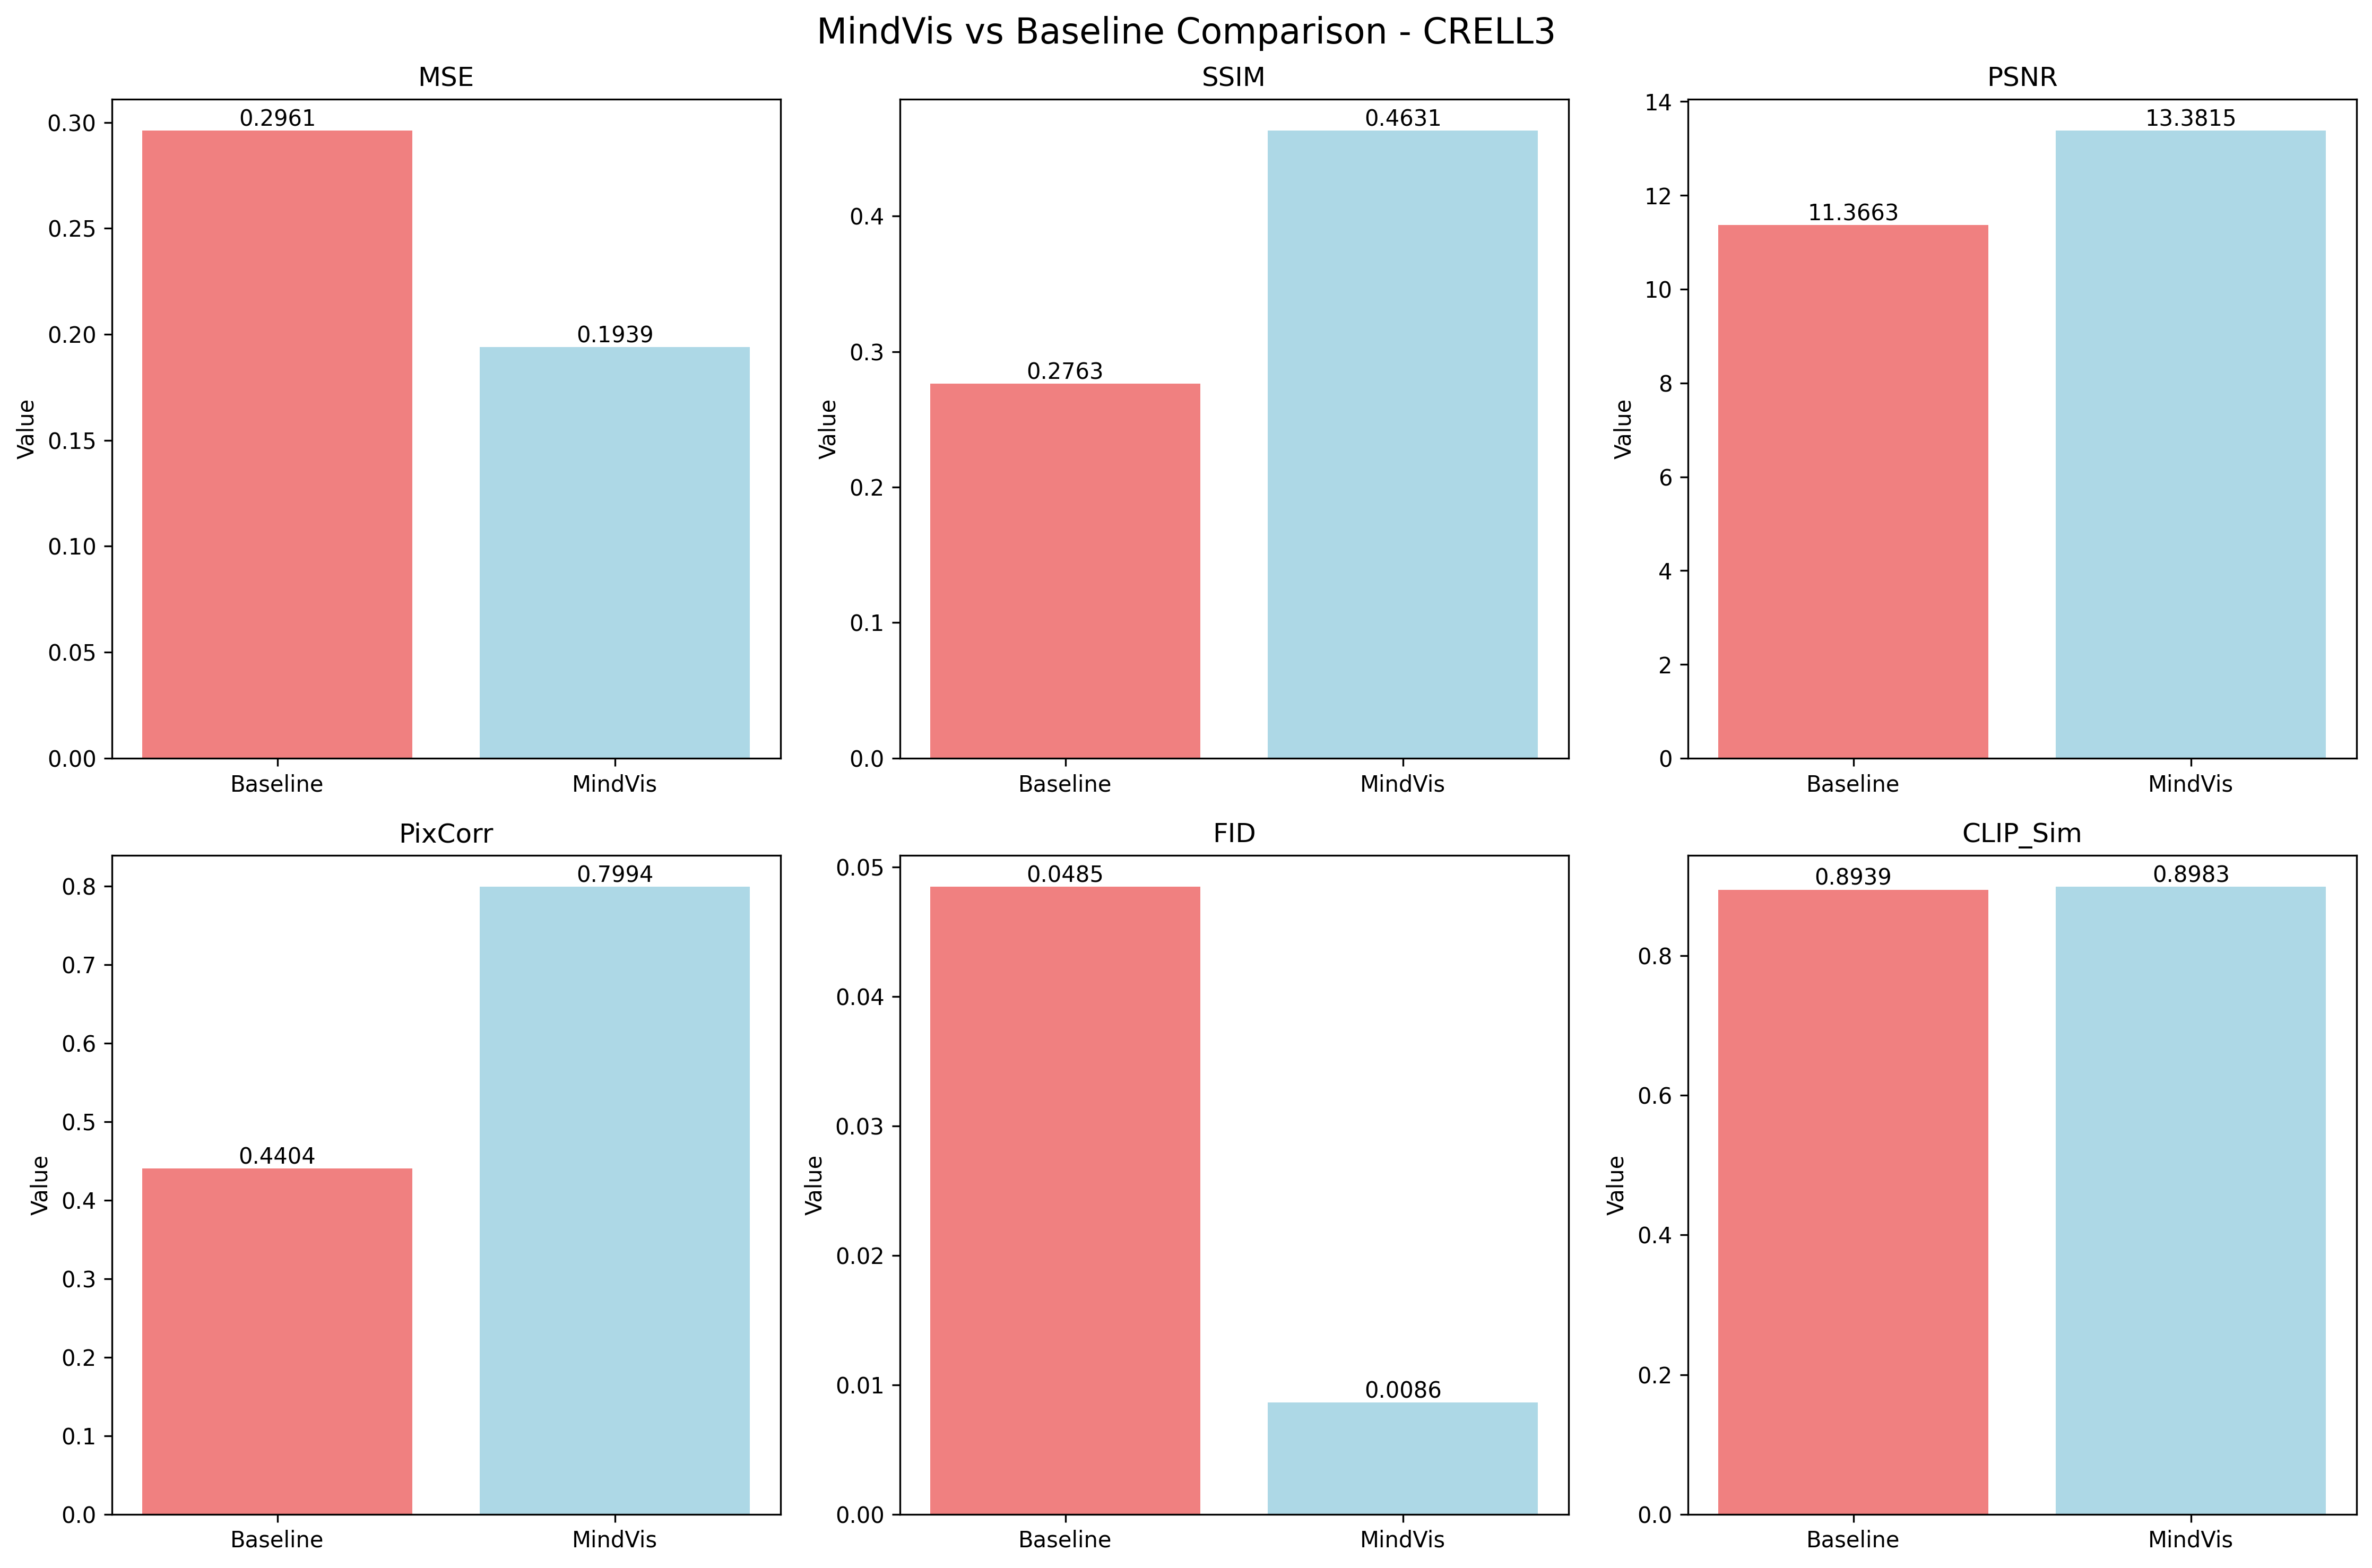 MindVis vs Baseline Comparison - CRELL3
MSE
0.30
0.25
0.20
0.15
0.10
0.05
0.00
Value
0.2961
0.1939
Baseline
MindVis
SSIM
0.4
0.3
0.2
0.1
0.0
Value
0.2763
0.4631
Baseline
MindVis
PSNR
14
12
10
8
6
4
2
0
Value
11.3663
13.3815
Baseline
MindVis
PixCorr
0.8
0.7
0.6
0.5
0.4
0.3
0.2
0.1
0.0
Value
0.4404
0.7994
Baseline
MindVis
FID
0.05
0.04
0.03
0.02
0.01
0.00
Value
0.0485
0.0086
Baseline
MindVis
CLIP_Sim
0.8
0.6
0.4
0.2
0.0
Value
0.8939
0.8983
Baseline
MindVis